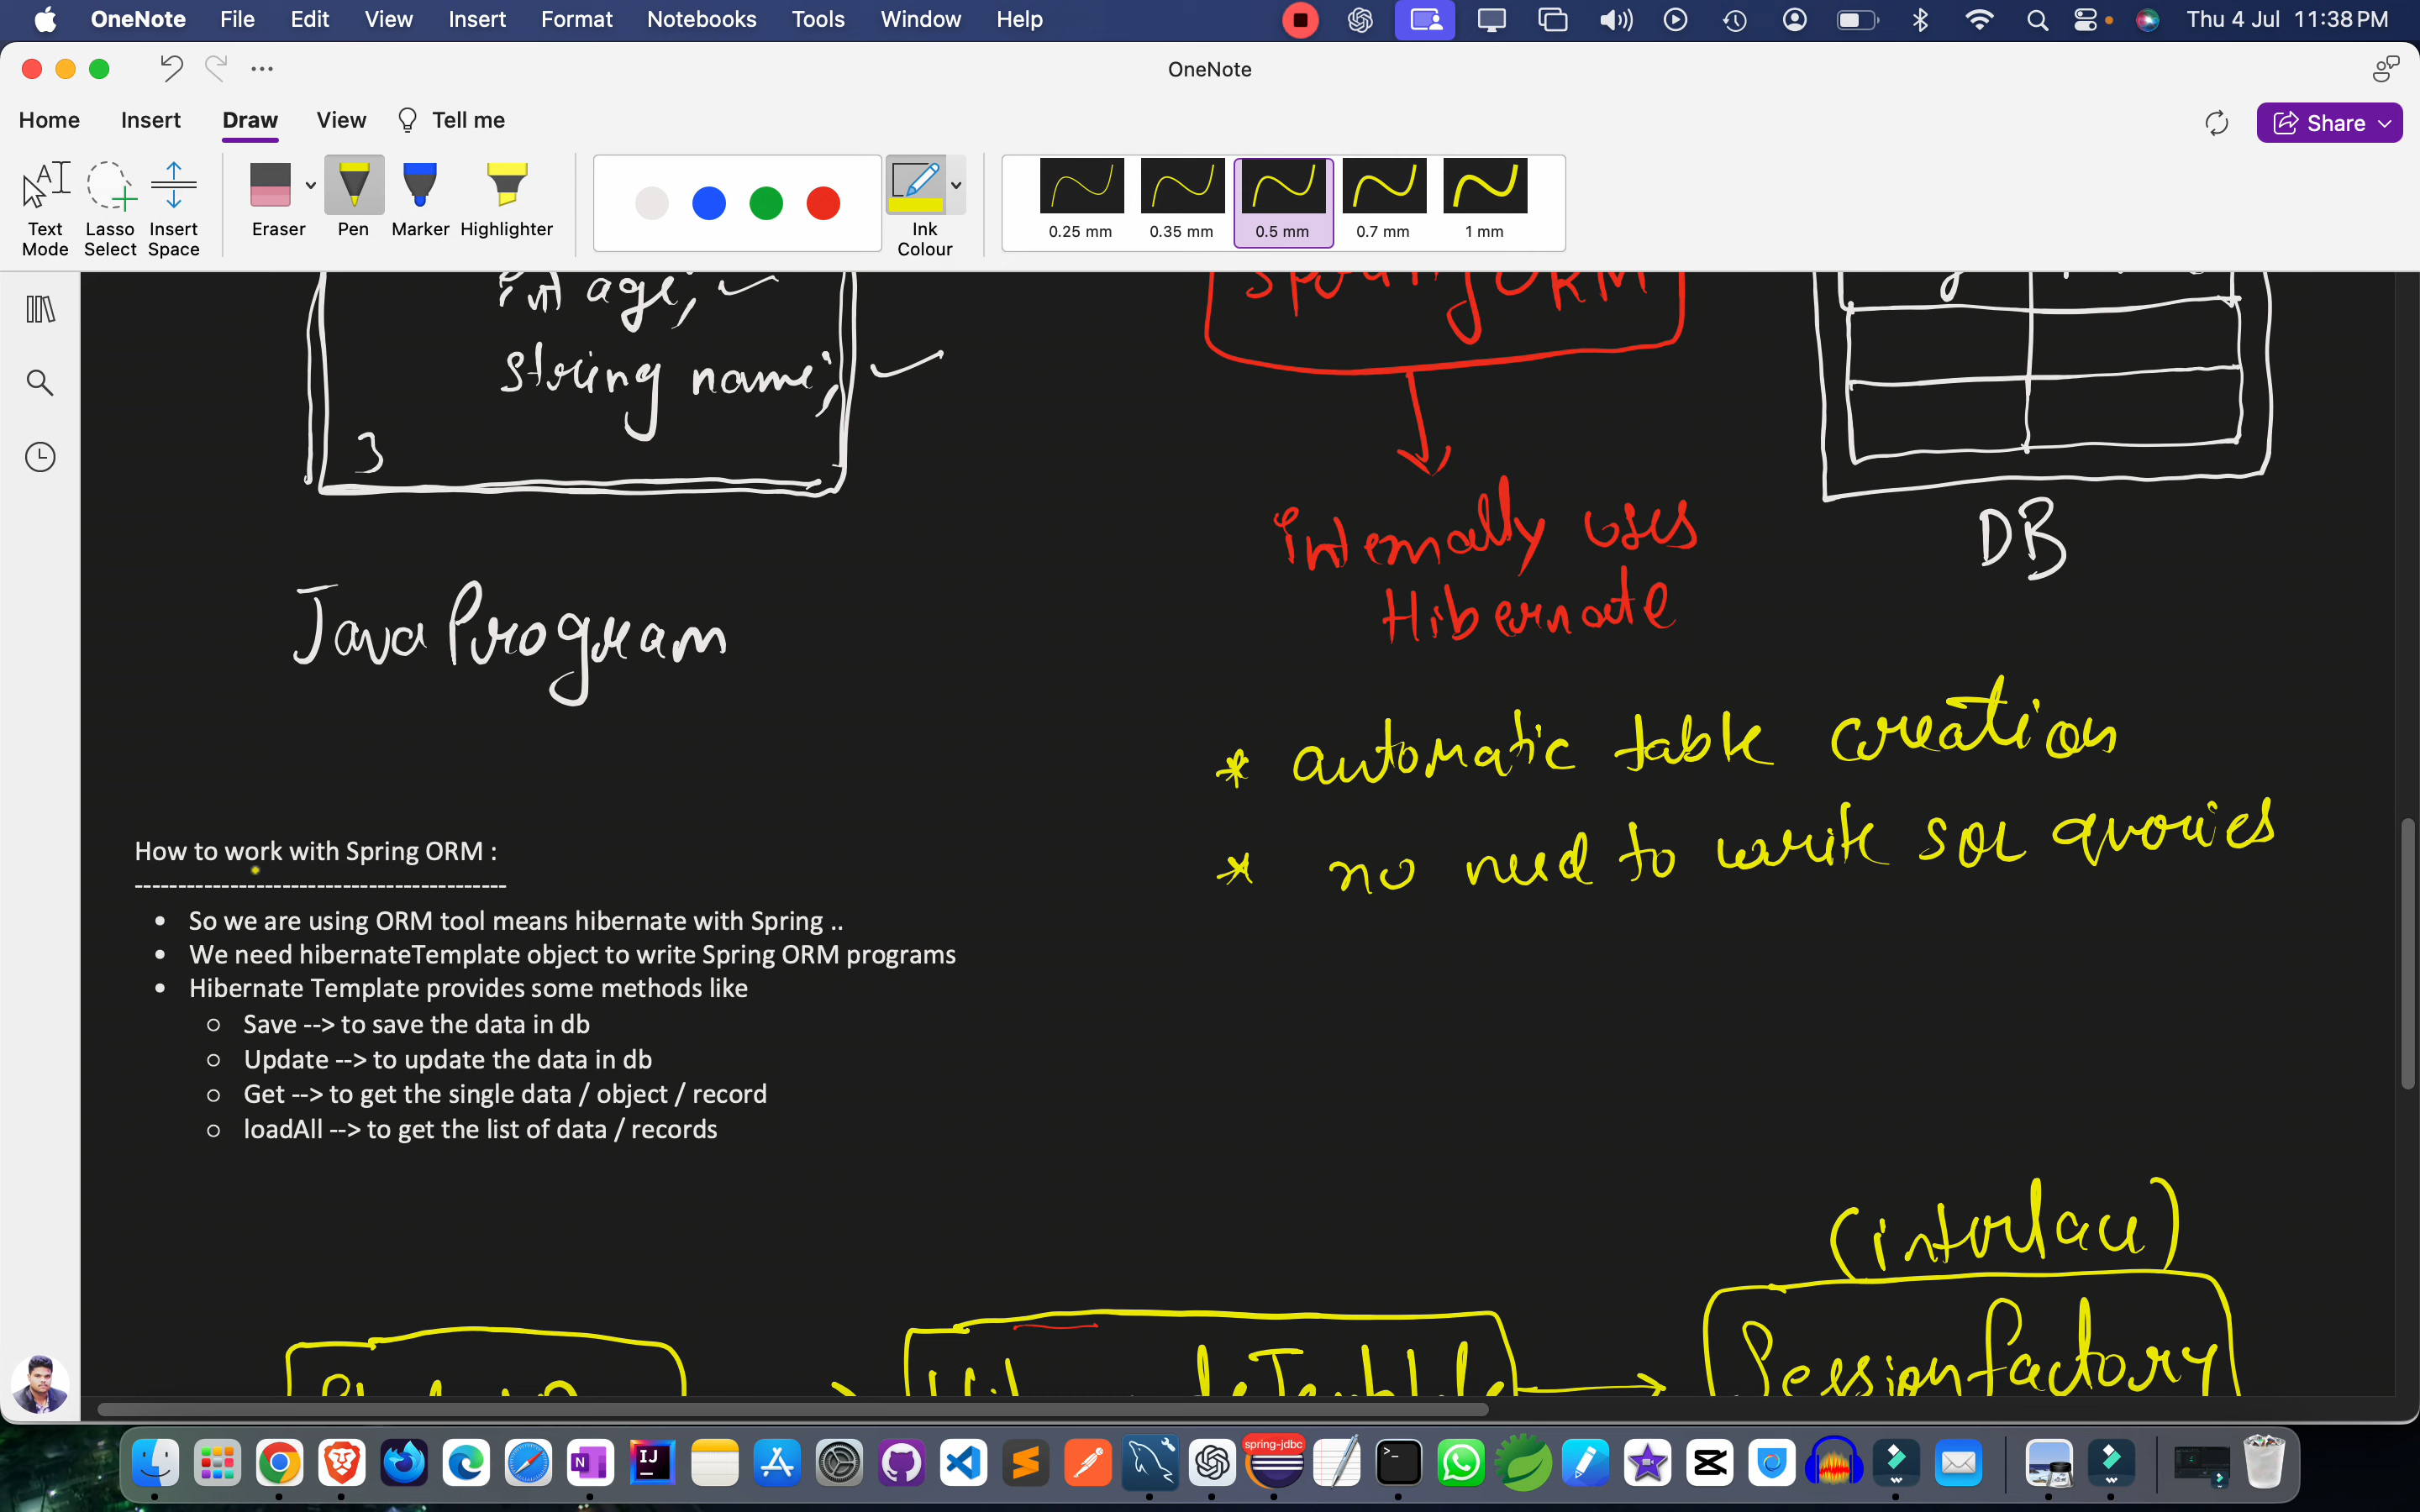 OneNote File Edit View Insert Format Notebooks Tools Window Help Thu 4 Jul 11:38 PM
OneNote
Home Insert Draw View Tell me Share
Text Mode
Lasso Select
Insert Space
Eraser
Pen
Marker
Highlighter
Ink Colour
0.25 mm
0.35 mm
0.5 mm
0.7 mm
1 mm
int age;
String name;
}
Spring ORM
internally uses
Hibernate
DB
Java Program
* automatic table creation
* no need to write SQL queries
How to work with Spring ORM :
-------------------------------------------
• So we are using ORM tool means hibernate with Spring ..
• We need hibernateTemplate object to write Spring ORM programs
• Hibernate Template provides some methods like
○ Save --> to save the data in db
○ Update --> to update the data in db
○ Get --> to get the single data / object / record
○ loadAll --> to get the list of data / records
(interface)
HibernateTemplate
SessionFactory
spring-jdbc